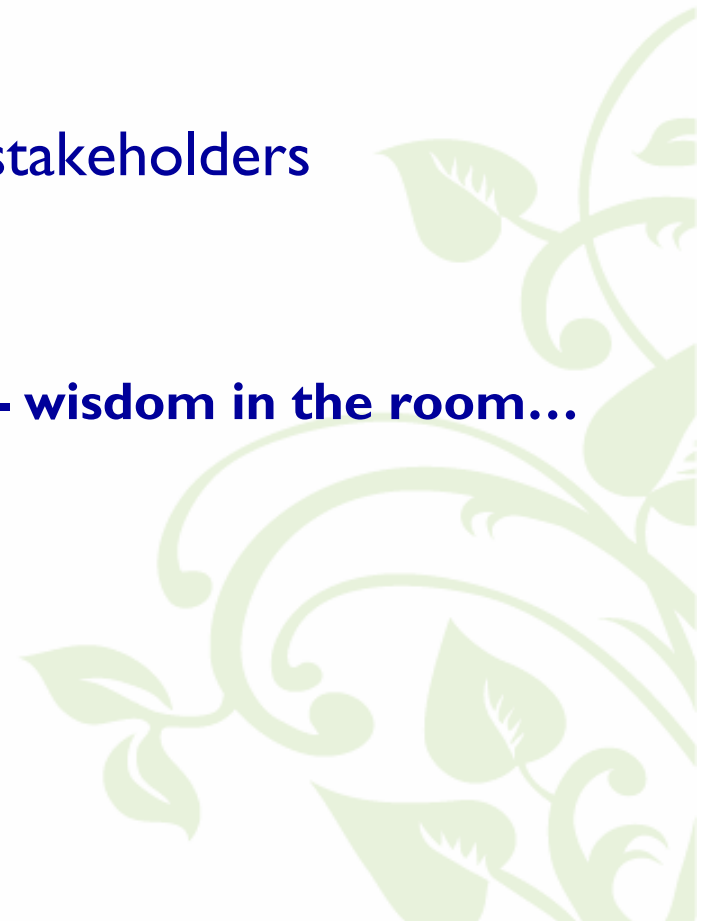 stakeholders
- wisdom in the room…